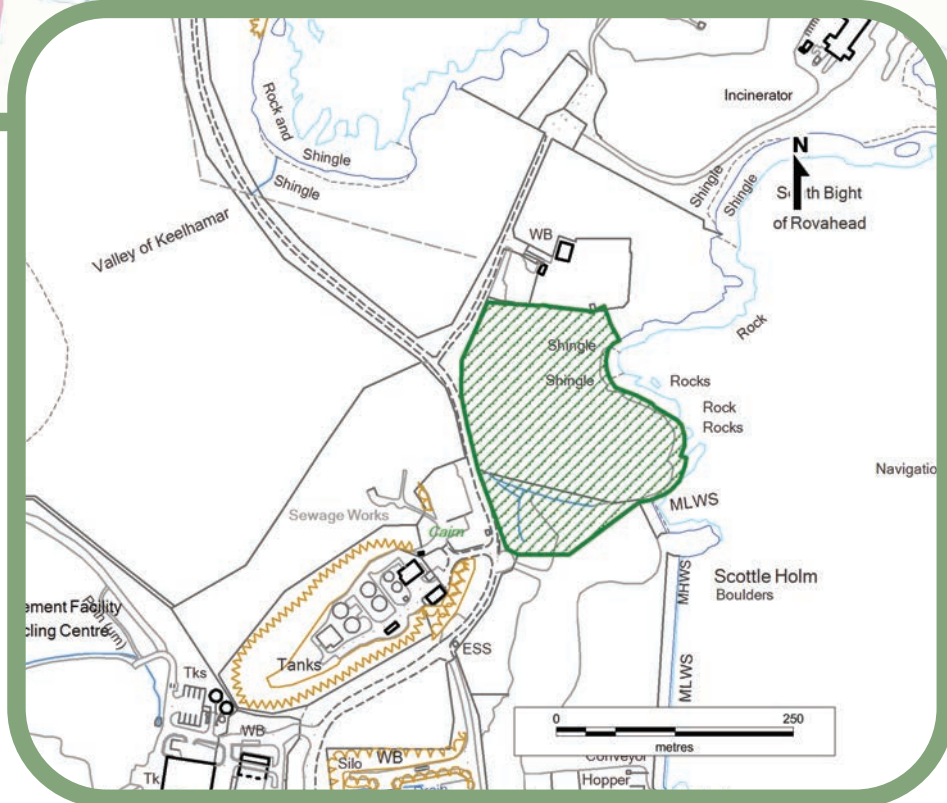 Incinerator
Rock and
Shingle
Shingle
Shingle
Shingle
N
South Bight
of Rovahead
Valley of Keelhamar
WB
Rock
Shingle
Shingle
Rocks
Rock
Rocks
Navigatio
Sewage Works
Cairn
MLWS
MHWS
Scottle Holm
Boulders
ement Facility
cling Centre
(um)
Tanks
ESS
MLWS
Tks
WB
Tk
Silo
WB
Drain
0
250
metres
Conveyor
Hopper